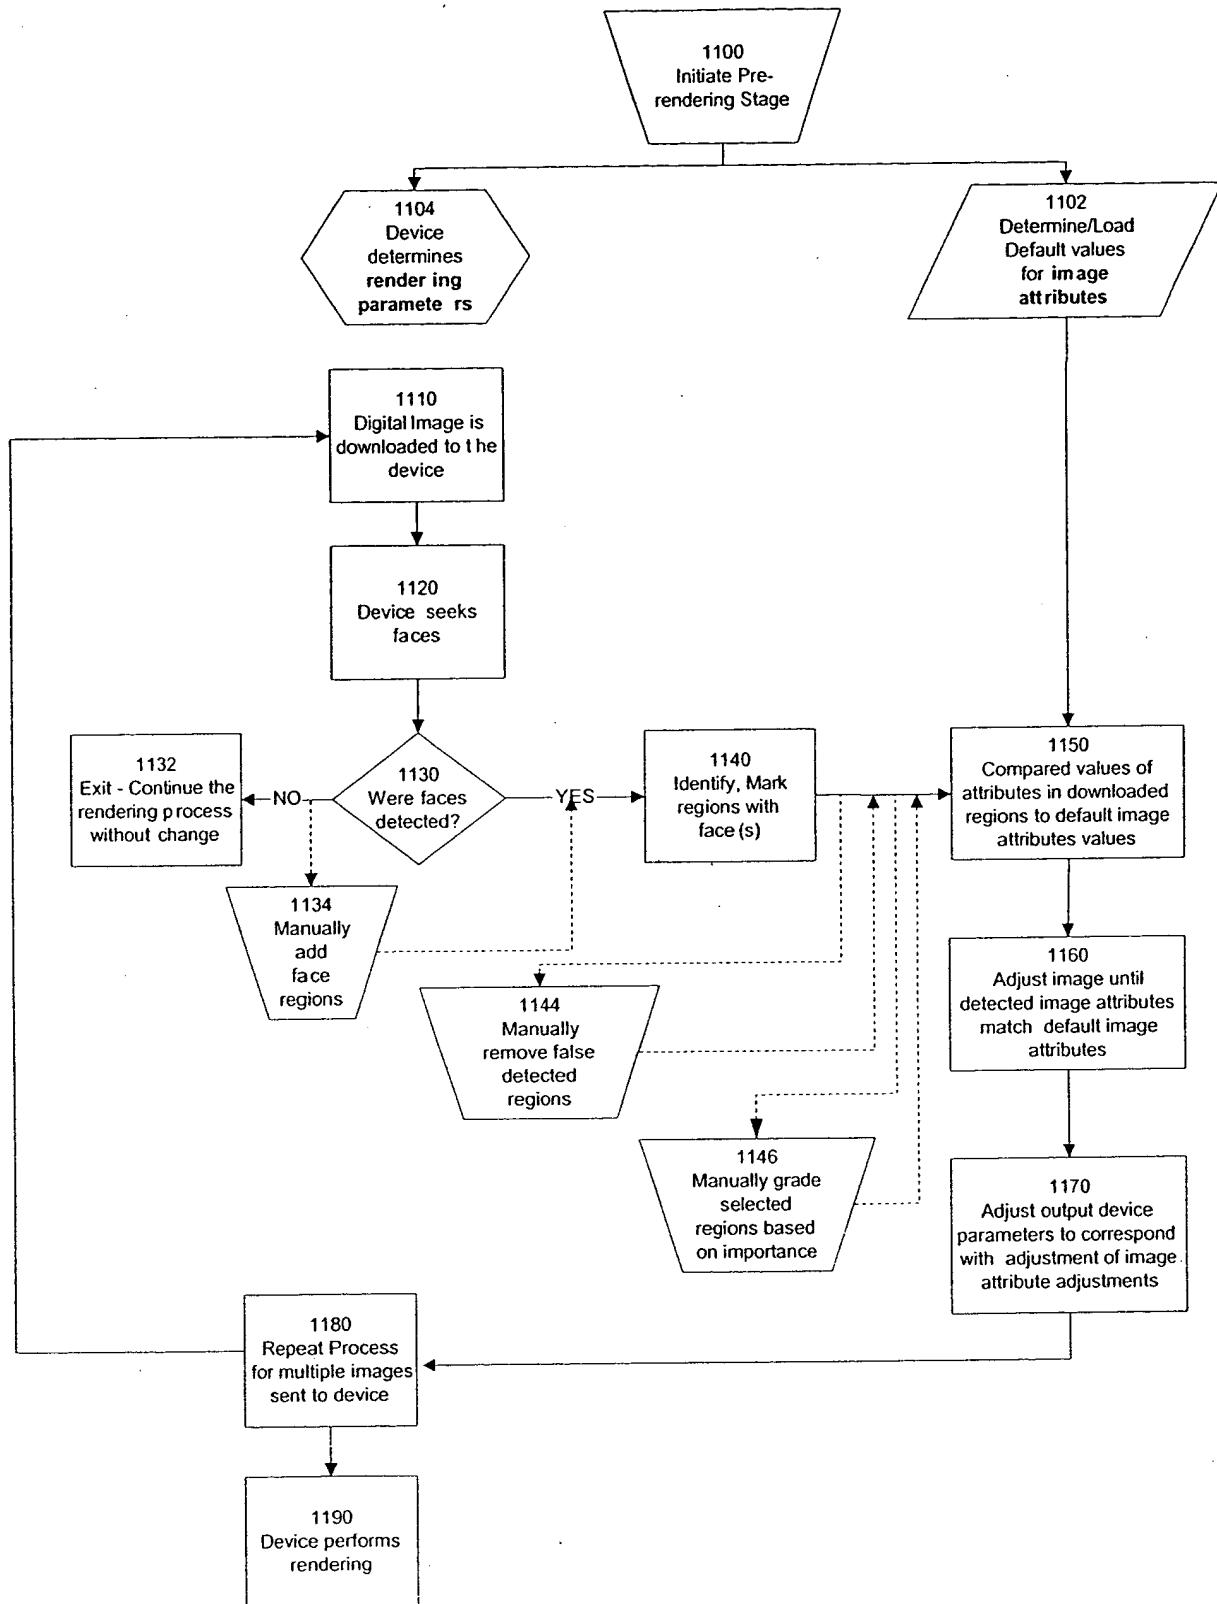 1100
Initiate Pre-
rendering Stage
1104
Device
determines
render ing
paramete rs
1102
Determine/Load
Default values
for image
attributes
1110
Digital Image is
downloaded to t he
device
1120
Device seeks
faces
1132
Exit - Continue the
rendering process
without change
NO
1130
Were faces
detected?
YES
1140
Identify, Mark
regions with
face (s)
1150
Compared values of
attributes in downloaded
regions to default image
attributes values
1134
Manually
add
face
regions
1144
Manually
remove false
detected
regions
1160
Adjust image until
detected image attributes
match default image
attributes
1146
Manually grade
selected
regions based
on importance
1170
Adjust output device
parameters to correspond
with adjustment of image
attribute adjustments
1180
Repeat Process
for multiple images
sent to device
1190
Device performs
rendering